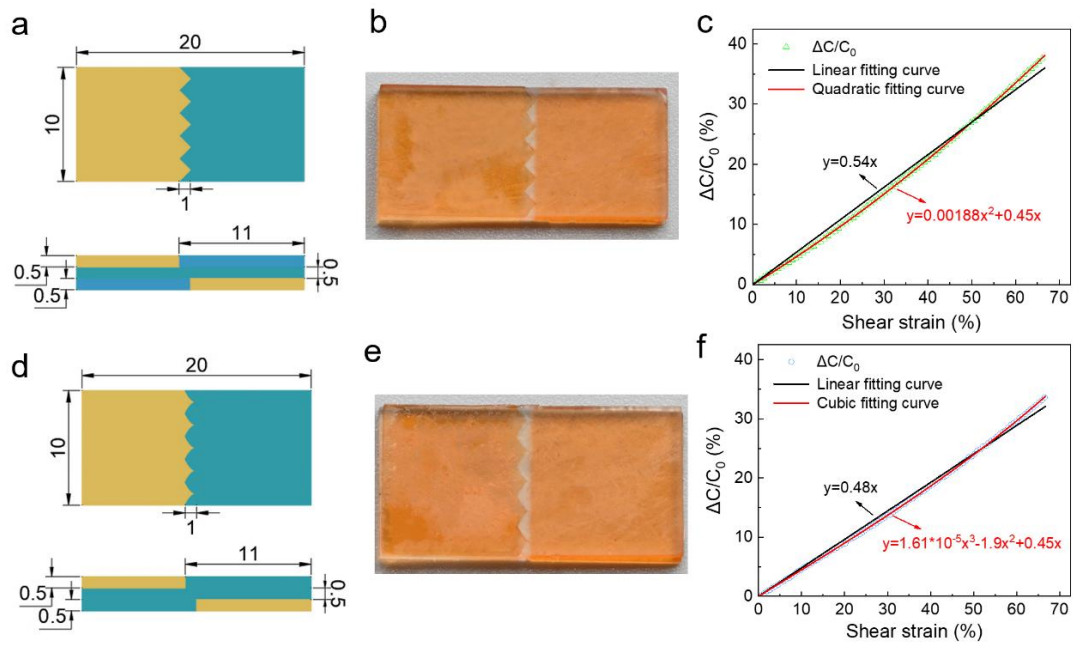 a
20
10
1
11
0.5
0.5
0.5
b
c
ΔC/C₀ (%)
40
30
20
10
0
ΔC/C₀
Linear fitting curve
Quadratic fitting curve
y=0.54x
y=0.00188x²+0.45x
0 10 20 30 40 50 60 70
Shear strain (%)
d
20
10
1
11
0.5
0.5
0.5
e
f
ΔC/C₀ (%)
40
30
20
10
0
ΔC/C₀
Linear fitting curve
Cubic fitting curve
y=0.48x
y=1.61*10⁻⁵x³-1.9x²+0.45x
0 10 20 30 40 50 60 70
Shear strain (%)